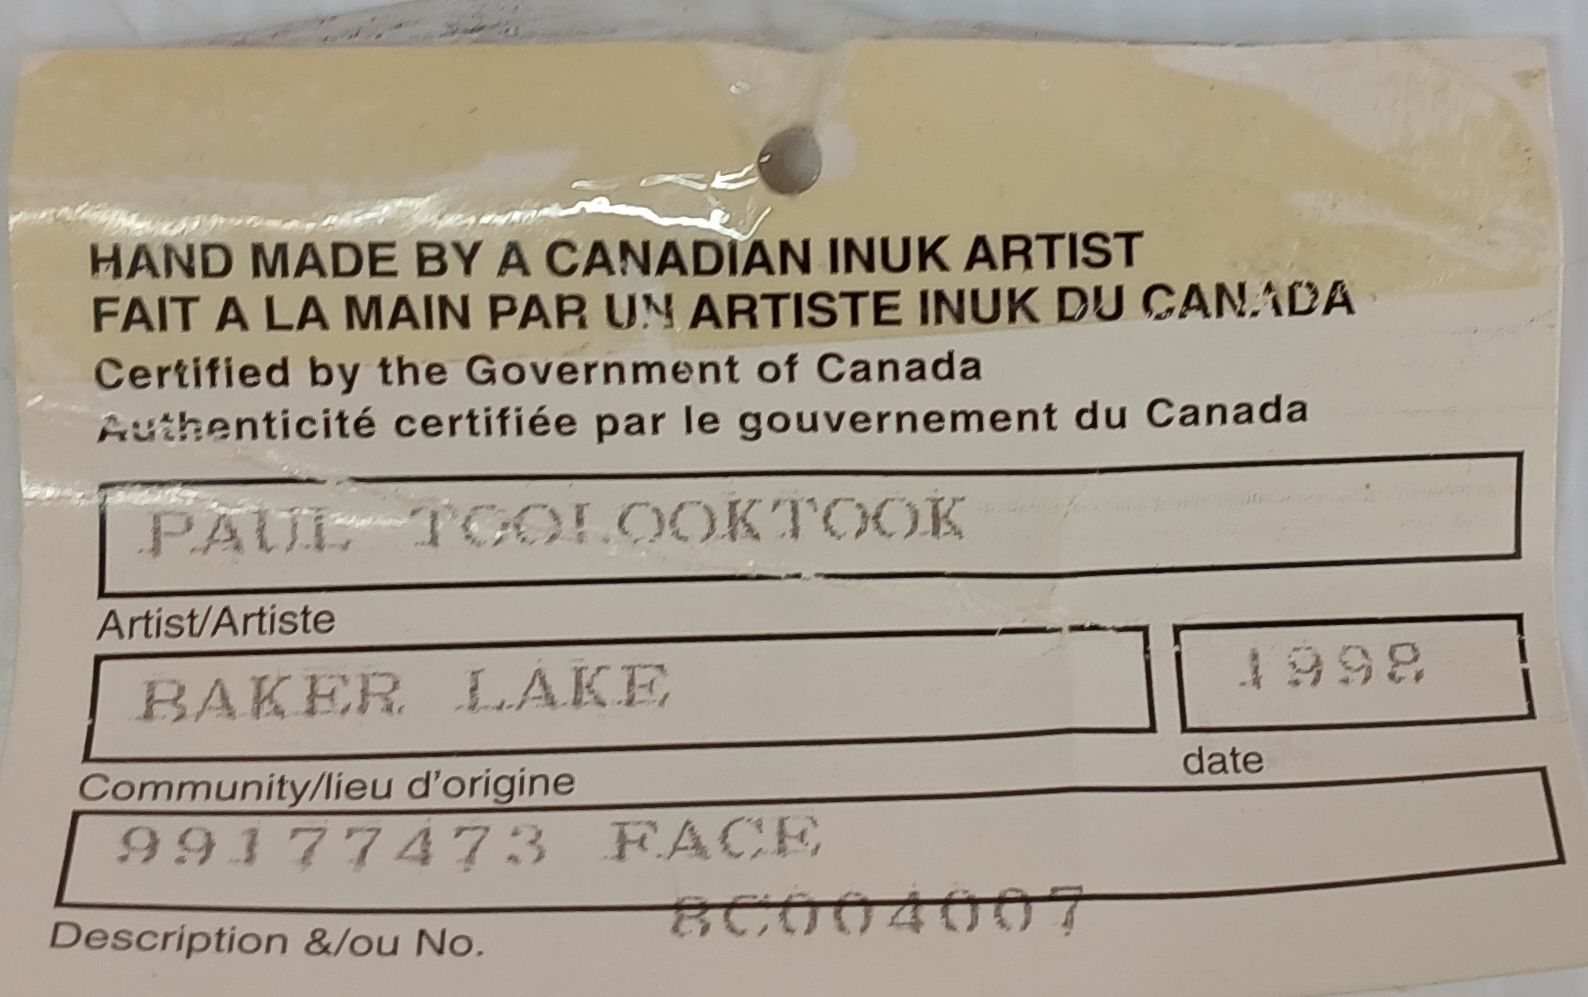 HAND MADE BY A CANADIAN INUK ARTIST
FAIT A LA MAIN PAR UN ARTISTE INUK DU CANADA
Certified by the Government of Canada
Authenticité certifiée par le gouvernement du Canada
PAUL TOOLOOKTOOK
Artist/Artiste
BAKER LAKE 1998
Community/lieu d'origine date
99177473 FACE
8C004007
Description &/ou No.